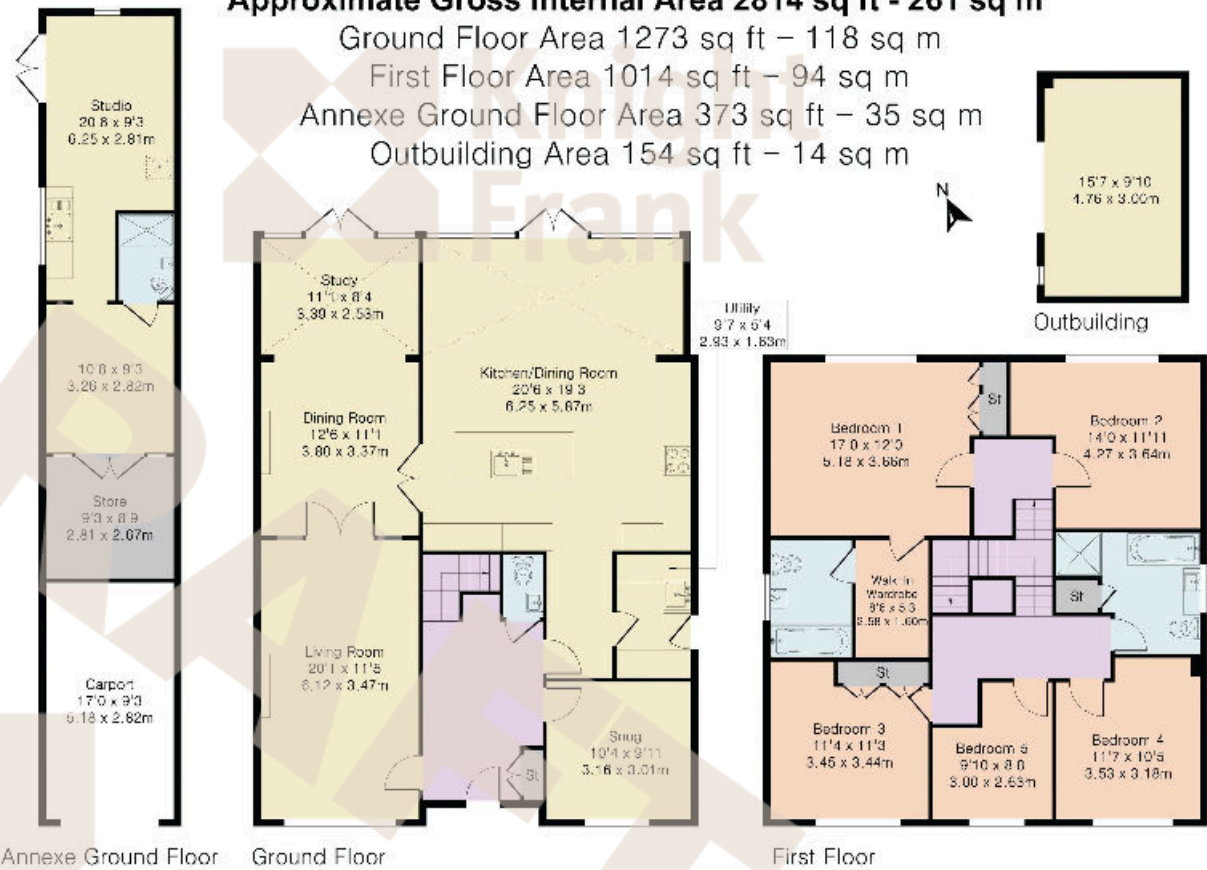 Approximate Gross Internal Area 2814 sq ft - 261 sq m
Ground Floor Area 1273 sq ft – 118 sq m
First Floor Area 1014 sq ft – 94 sq m
Annexe Ground Floor Area 373 sq ft – 35 sq m
Outbuilding Area 154 sq ft – 14 sq m
Knight
Frank
DRAFT
N
Studio
20'6 x 9'3
6.25 x 2.81m
10'8 x 9'3
3.26 x 2.82m
Store
9'3 x 8'9
2.81 x 2.67m
Carport
17'0 x 9'3
5.18 x 2.82m
Annexe Ground Floor
Study
11'1 x 8'4
3.39 x 2.53m
Dining Room
12'6 x 11'1
3.80 x 3.37m
Kitchen/Dining Room
20'6 x 19'3
6.25 x 5.87m
Utility
9'7 x 5'4
2.93 x 1.63m
Living Room
20'1 x 11'5
6.12 x 3.47m
Snug
10'4 x 9'11
3.16 x 3.01m
St
Ground Floor
15'7 x 9'10
4.76 x 3.00m
Outbuilding
Bedroom 1
17'0 x 12'0
5.18 x 3.66m
St
Bedroom 2
14'0 x 11'11
4.27 x 3.64m
Walk In
Wardrobe
8'6 x 5'3
2.58 x 1.60m
St
St
Bedroom 3
11'4 x 11'3
3.45 x 3.44m
Bedroom 5
9'10 x 8'8
3.00 x 2.63m
Bedroom 4
11'7 x 10'5
3.53 x 3.18m
First Floor